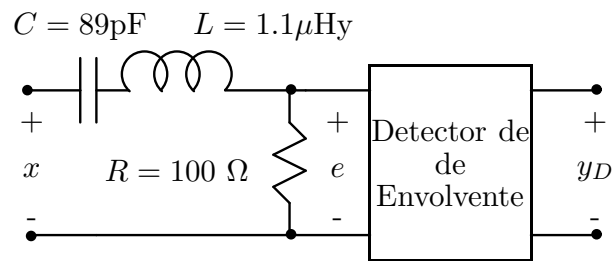 C = 89pF L = 1.1μHy
+ + +
x R = 100 Ω e y_D
- - -
Detector de
de
Envolvente